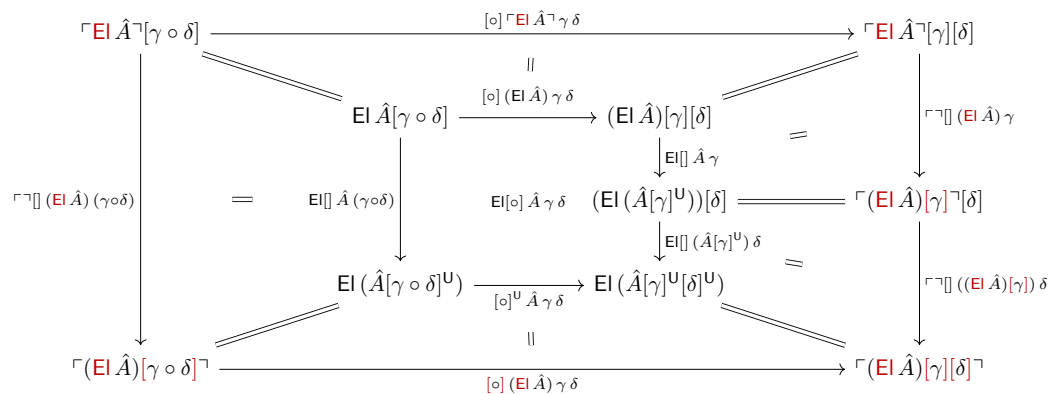 ⌜El Â⌝[γ ∘ δ] [∘] ⌜El Â⌝ γ δ ⌜El Â⌝[γ][δ]
=
El Â[γ ∘ δ] [∘] (El Â) γ δ (El Â)[γ][δ]
⌜⌝[] (El Â) γ
=
El[] Â γ
⌜⌝[] (El Â) (γ∘δ) = El[] Â (γ∘δ) El[∘] Â γ δ (El (Â[γ]ᵁ))[δ] ⌜(El Â)[γ]⌝[δ]
El[] (Â[γ]ᵁ) δ
=
El (Â[γ ∘ δ]ᵁ) [∘]ᵁ Â γ δ El (Â[γ]ᵁ[δ]ᵁ) ⌜⌝[] ((El Â)[γ]) δ
=
⌜(El Â)[γ ∘ δ]⌝ [∘] (El Â) γ δ ⌜(El Â)[γ][δ]⌝